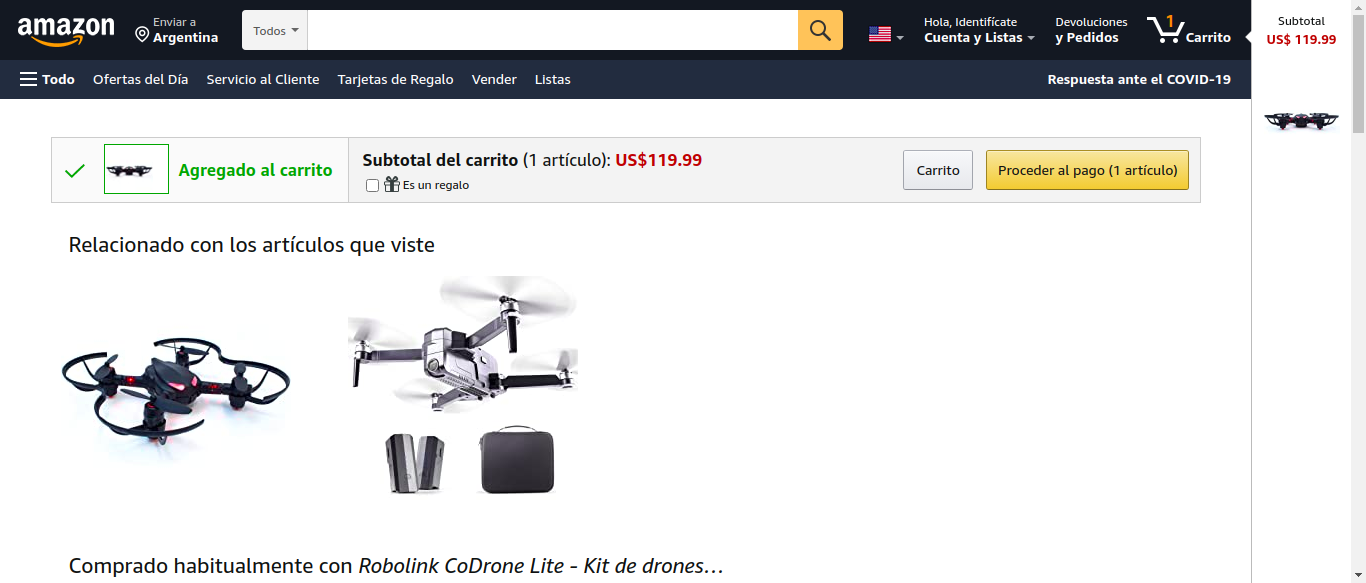 amazon
Enviar a
Argentina
Todos
Hola, Identifícate
Cuenta y Listas
Devoluciones
y Pedidos
1
Carrito
Subtotal
US$ 119.99
Todo
Ofertas del Día
Servicio al Cliente
Tarjetas de Regalo
Vender
Listas
Respuesta ante el COVID-19
Agregado al carrito
Subtotal del carrito (1 artículo): US$119.99
Es un regalo
Carrito
Proceder al pago (1 artículo)
Relacionado con los artículos que viste
Comprado habitualmente con Robolink CoDrone Lite - Kit de drones…